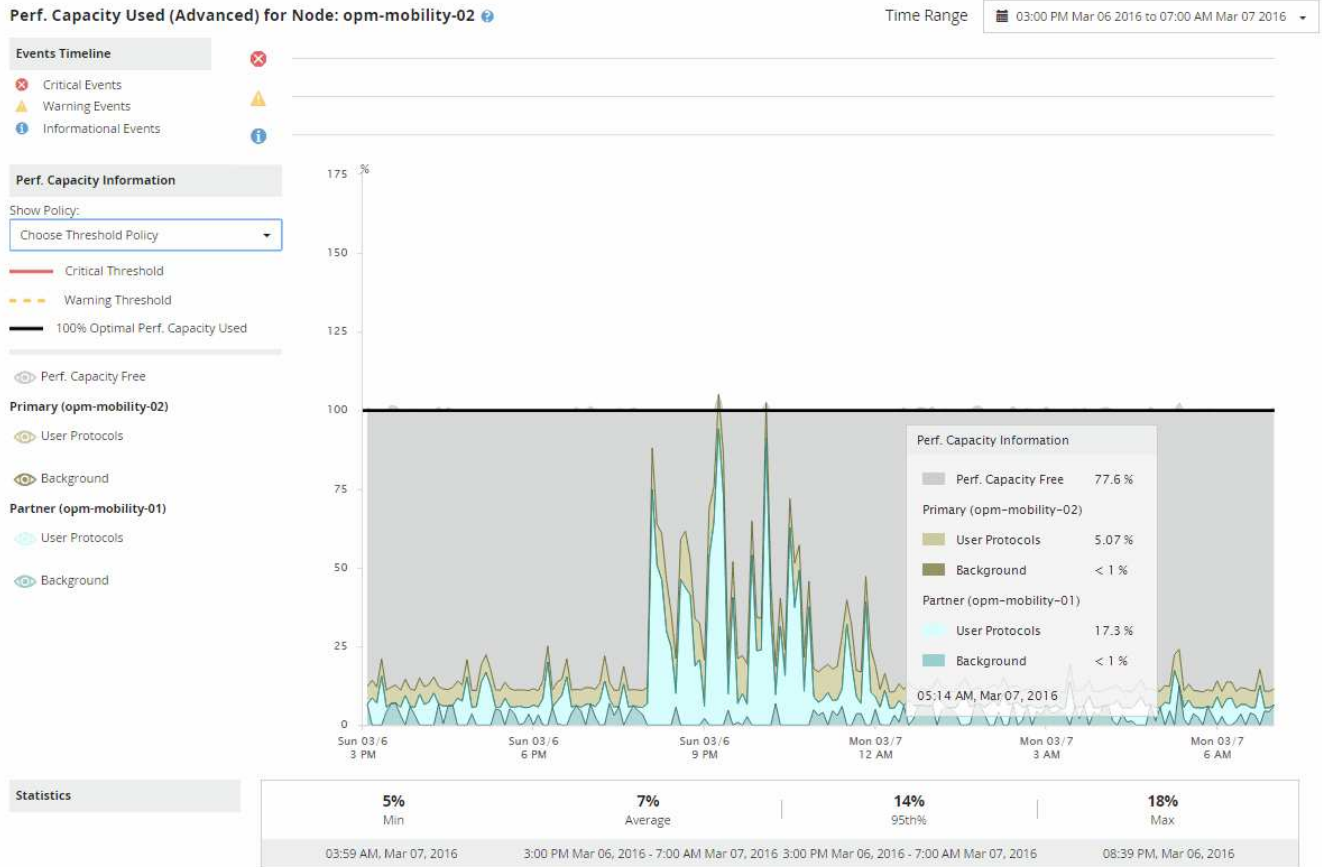 Perf. Capacity Used (Advanced) for Node: opm-mobility-02 ?
Time Range 03:00 PM Mar 06 2016 to 07:00 AM Mar 07 2016
Events Timeline
Critical Events
Warning Events
Informational Events
Perf. Capacity Information
Show Policy:
Choose Threshold Policy
Critical Threshold
Warning Threshold
100% Optimal Perf. Capacity Used
Perf. Capacity Free
Primary (opm-mobility-02)
User Protocols
Background
Partner (opm-mobility-01)
User Protocols
Background
%
175
150
125
100
75
50
25
0
Sun 03/6 3 PM
Sun 03/6 6 PM
Sun 03/6 9 PM
Mon 03/7 12 AM
Mon 03/7 3 AM
Mon 03/7 6 AM
Perf. Capacity Information
Perf. Capacity Free 77.6 %
Primary (opm-mobility-02)
User Protocols 5.07 %
Background < 1 %
Partner (opm-mobility-01)
User Protocols 17.3 %
Background < 1 %
05:14 AM, Mar 07, 2016
Statistics
5% 7% 14% 18%
Min Average 95th% Max
03:59 AM, Mar 07, 2016 3:00 PM Mar 06, 2016 - 7:00 AM Mar 07, 2016 3:00 PM Mar 06, 2016 - 7:00 AM Mar 07, 2016 08:39 PM, Mar 06, 2016